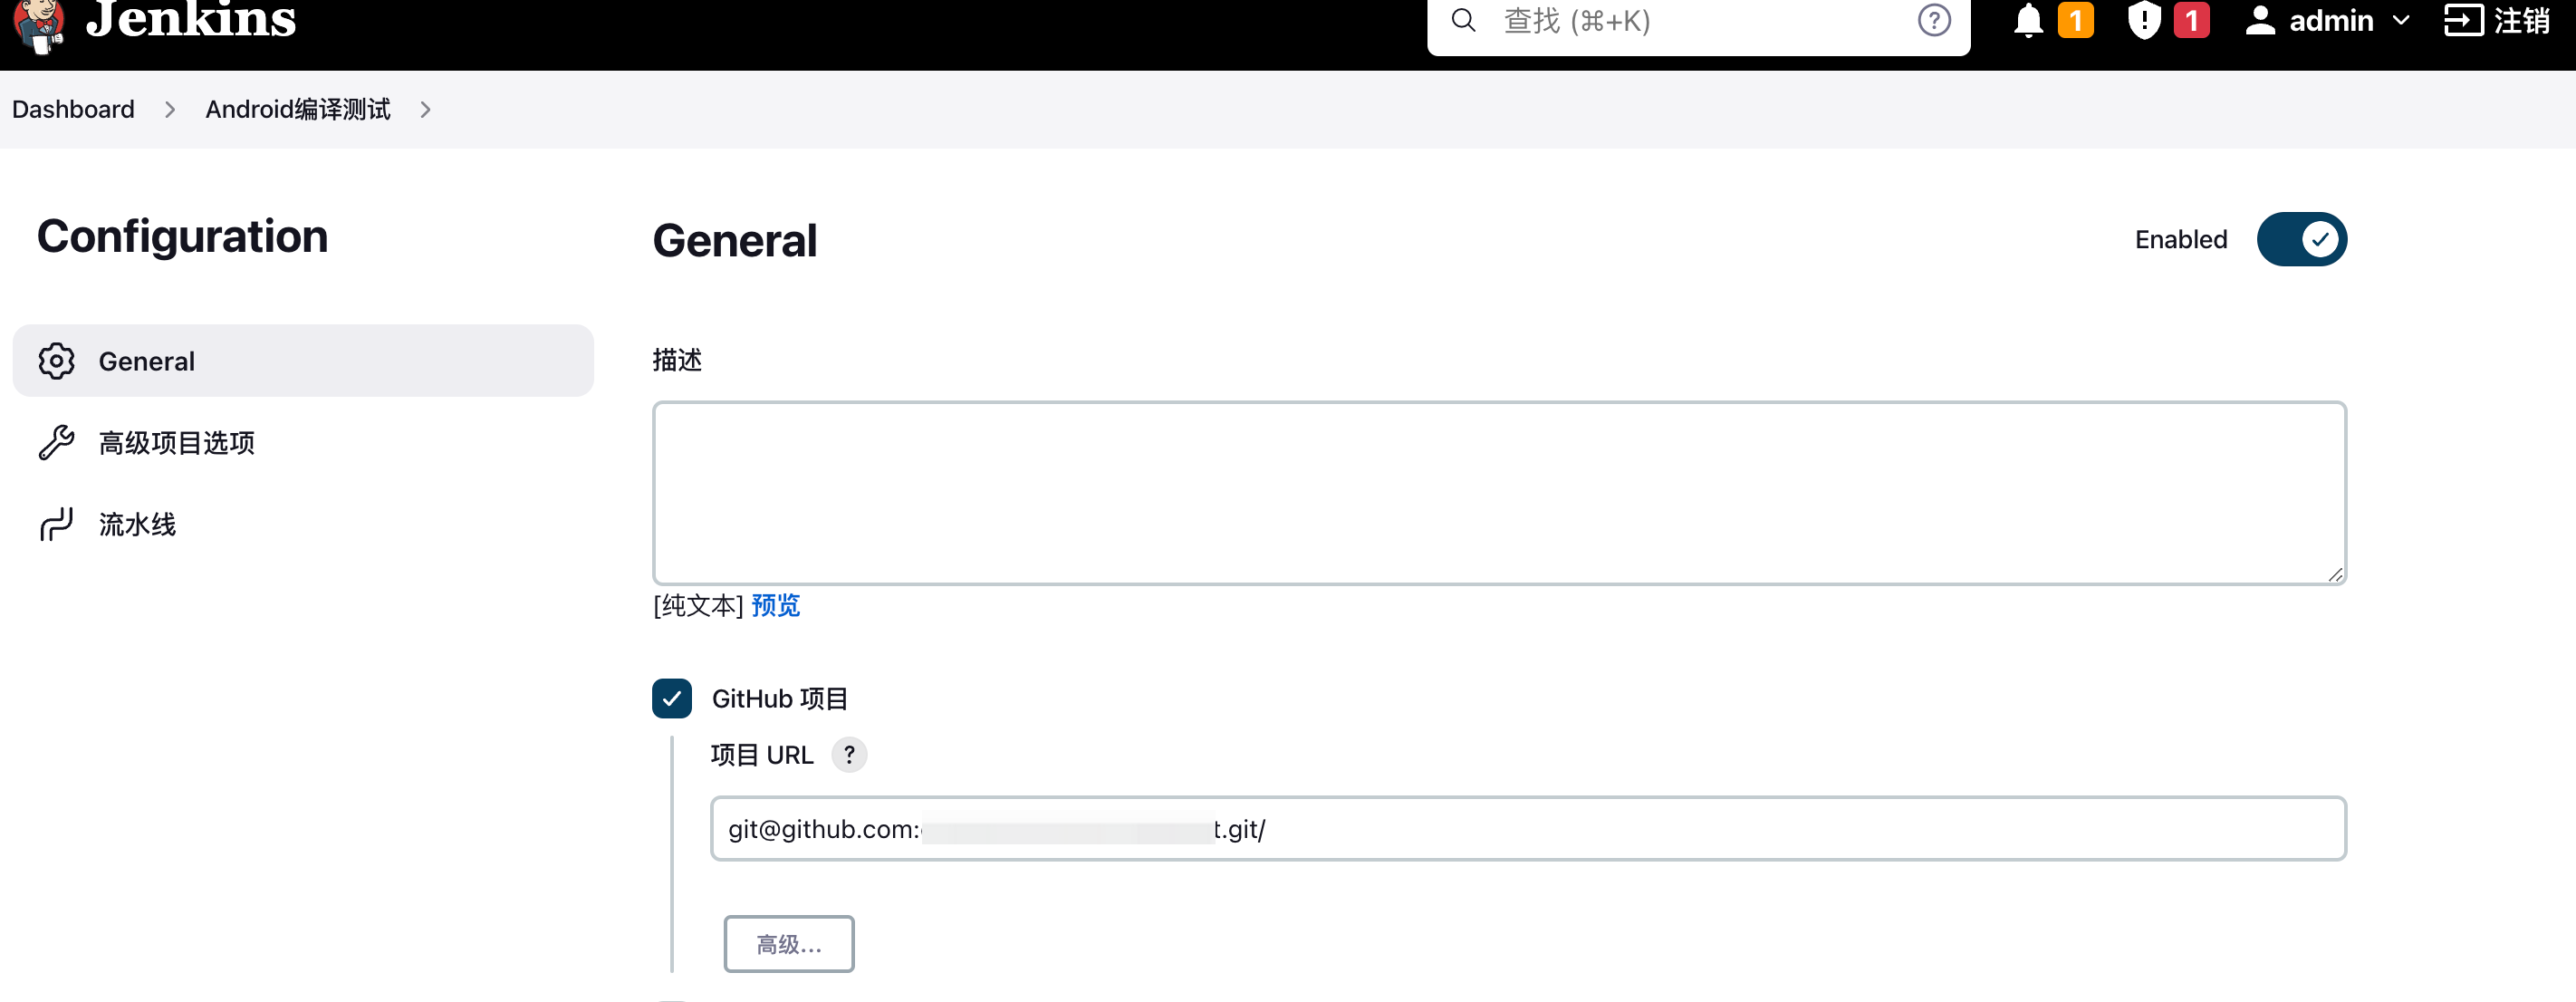 Jenkins
查找 (⌘+K)
?
1
1
admin
注销
Dashboard
Android编译测试
Configuration
General
高级项目选项
流水线
General
Enabled
描述
[纯文本] 预览
GitHub 项目
项目 URL ?
git@github.com: t.git/
高级...